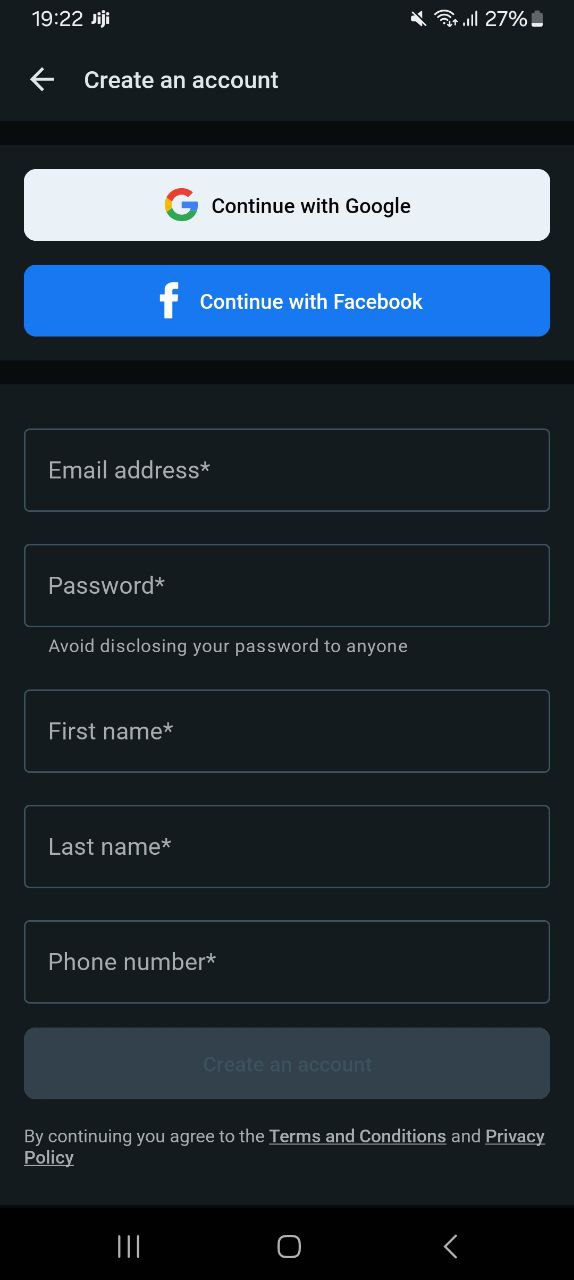 19:22 Jiji 27%
Create an account
Continue with Google
Continue with Facebook
Email address*
Password*
Avoid disclosing your password to anyone
First name*
Last name*
Phone number*
Create an account
By continuing you agree to the Terms and Conditions and Privacy
Policy